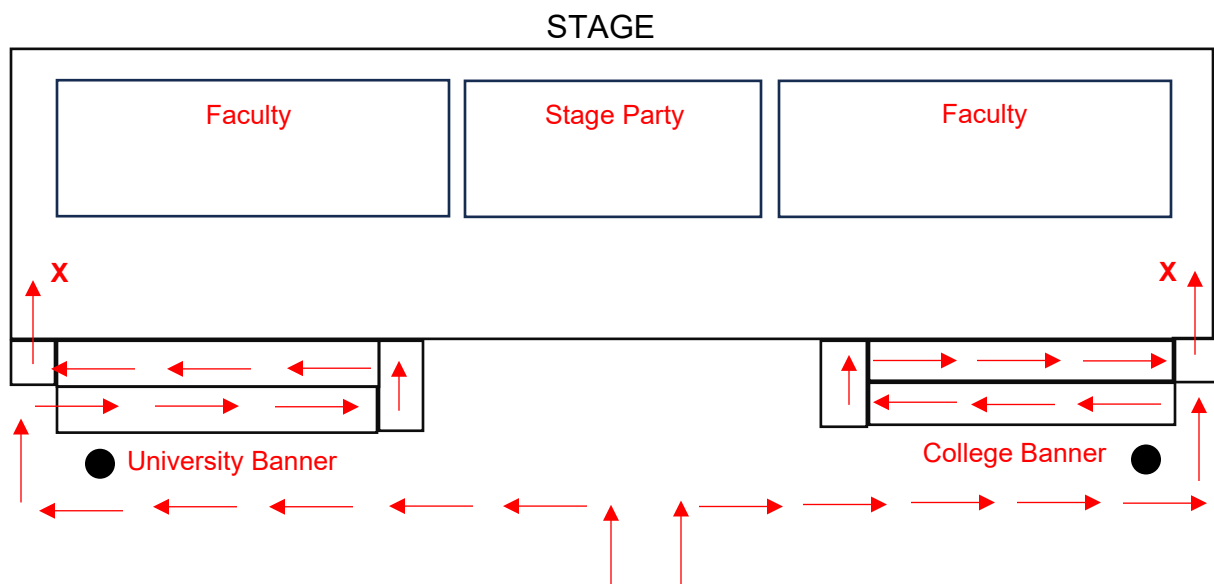 STAGE
Faculty
Stage Party
Faculty
X
X
University Banner
College Banner